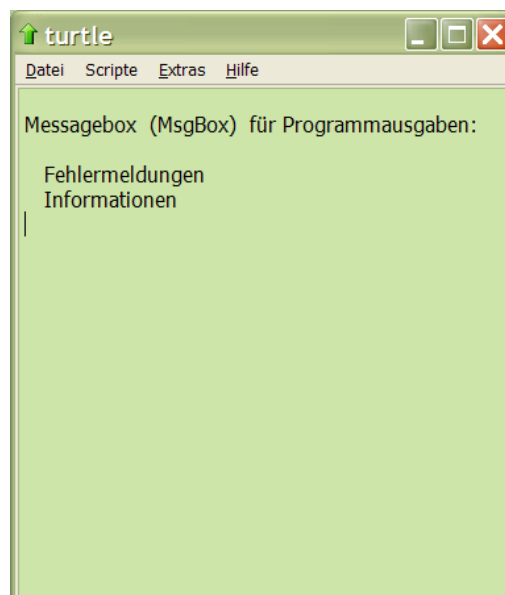 turtle
Datei Scripte Extras Hilfe
Messagebox (MsgBox) für Programmausgaben:
Fehlermeldungen
Informationen